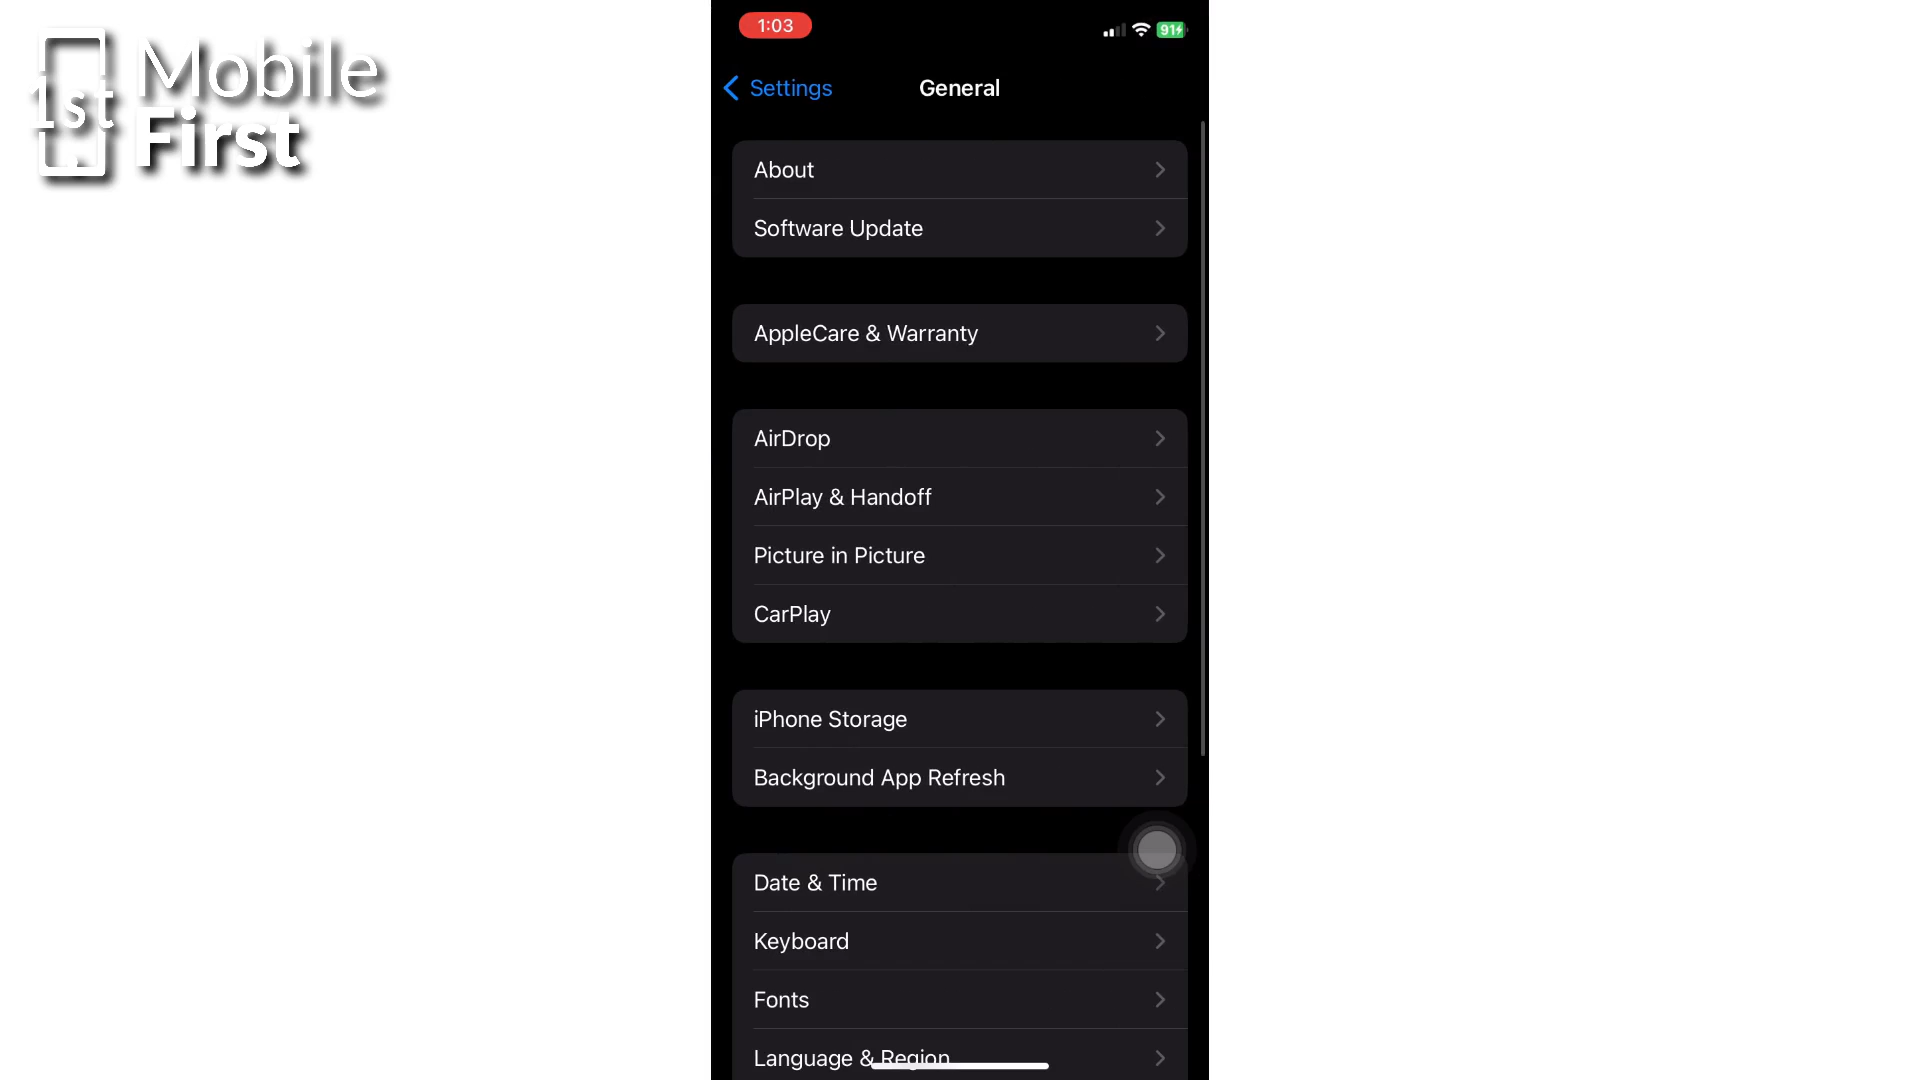 1st
Mobile
First
1:03
91
Settings
General
About
Software Update
AppleCare & Warranty
AirDrop
AirPlay & Handoff
Picture in Picture
CarPlay
iPhone Storage
Background App Refresh
Date & Time
Keyboard
Fonts
Language & Region